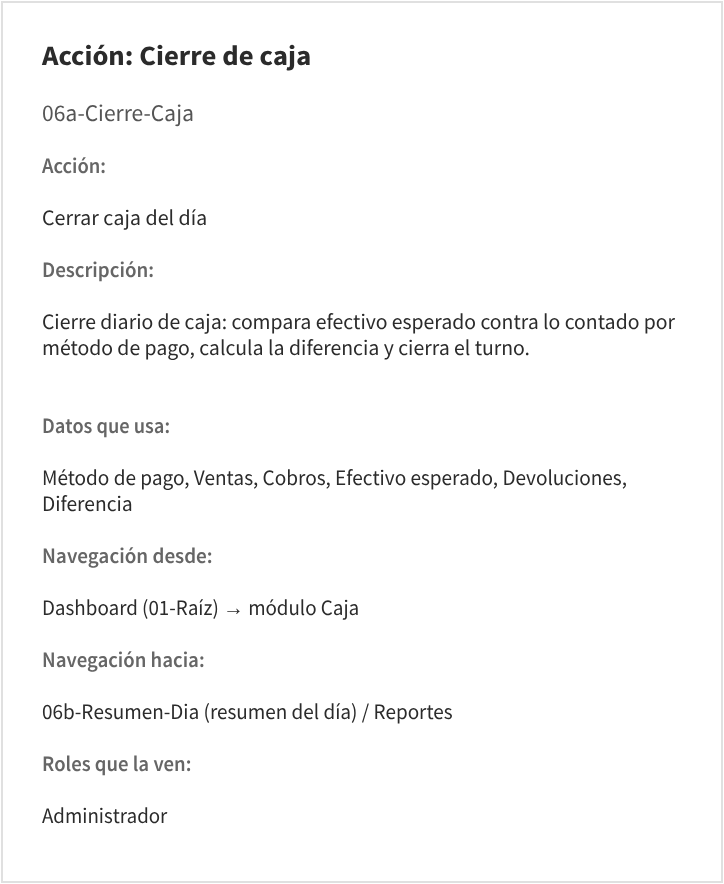 Acción: Cierre de caja
06a-Cierre-Caja
Acción:
Cerrar caja del día
Descripción:
Cierre diario de caja: compara efectivo esperado contra lo contado por
método de pago, calcula la diferencia y cierra el turno.
Datos que usa:
Método de pago, Ventas, Cobros, Efectivo esperado, Devoluciones,
Diferencia
Navegación desde:
Dashboard (01-Raíz) → módulo Caja
Navegación hacia:
06b-Resumen-Dia (resumen del día) / Reportes
Roles que la ven:
Administrador